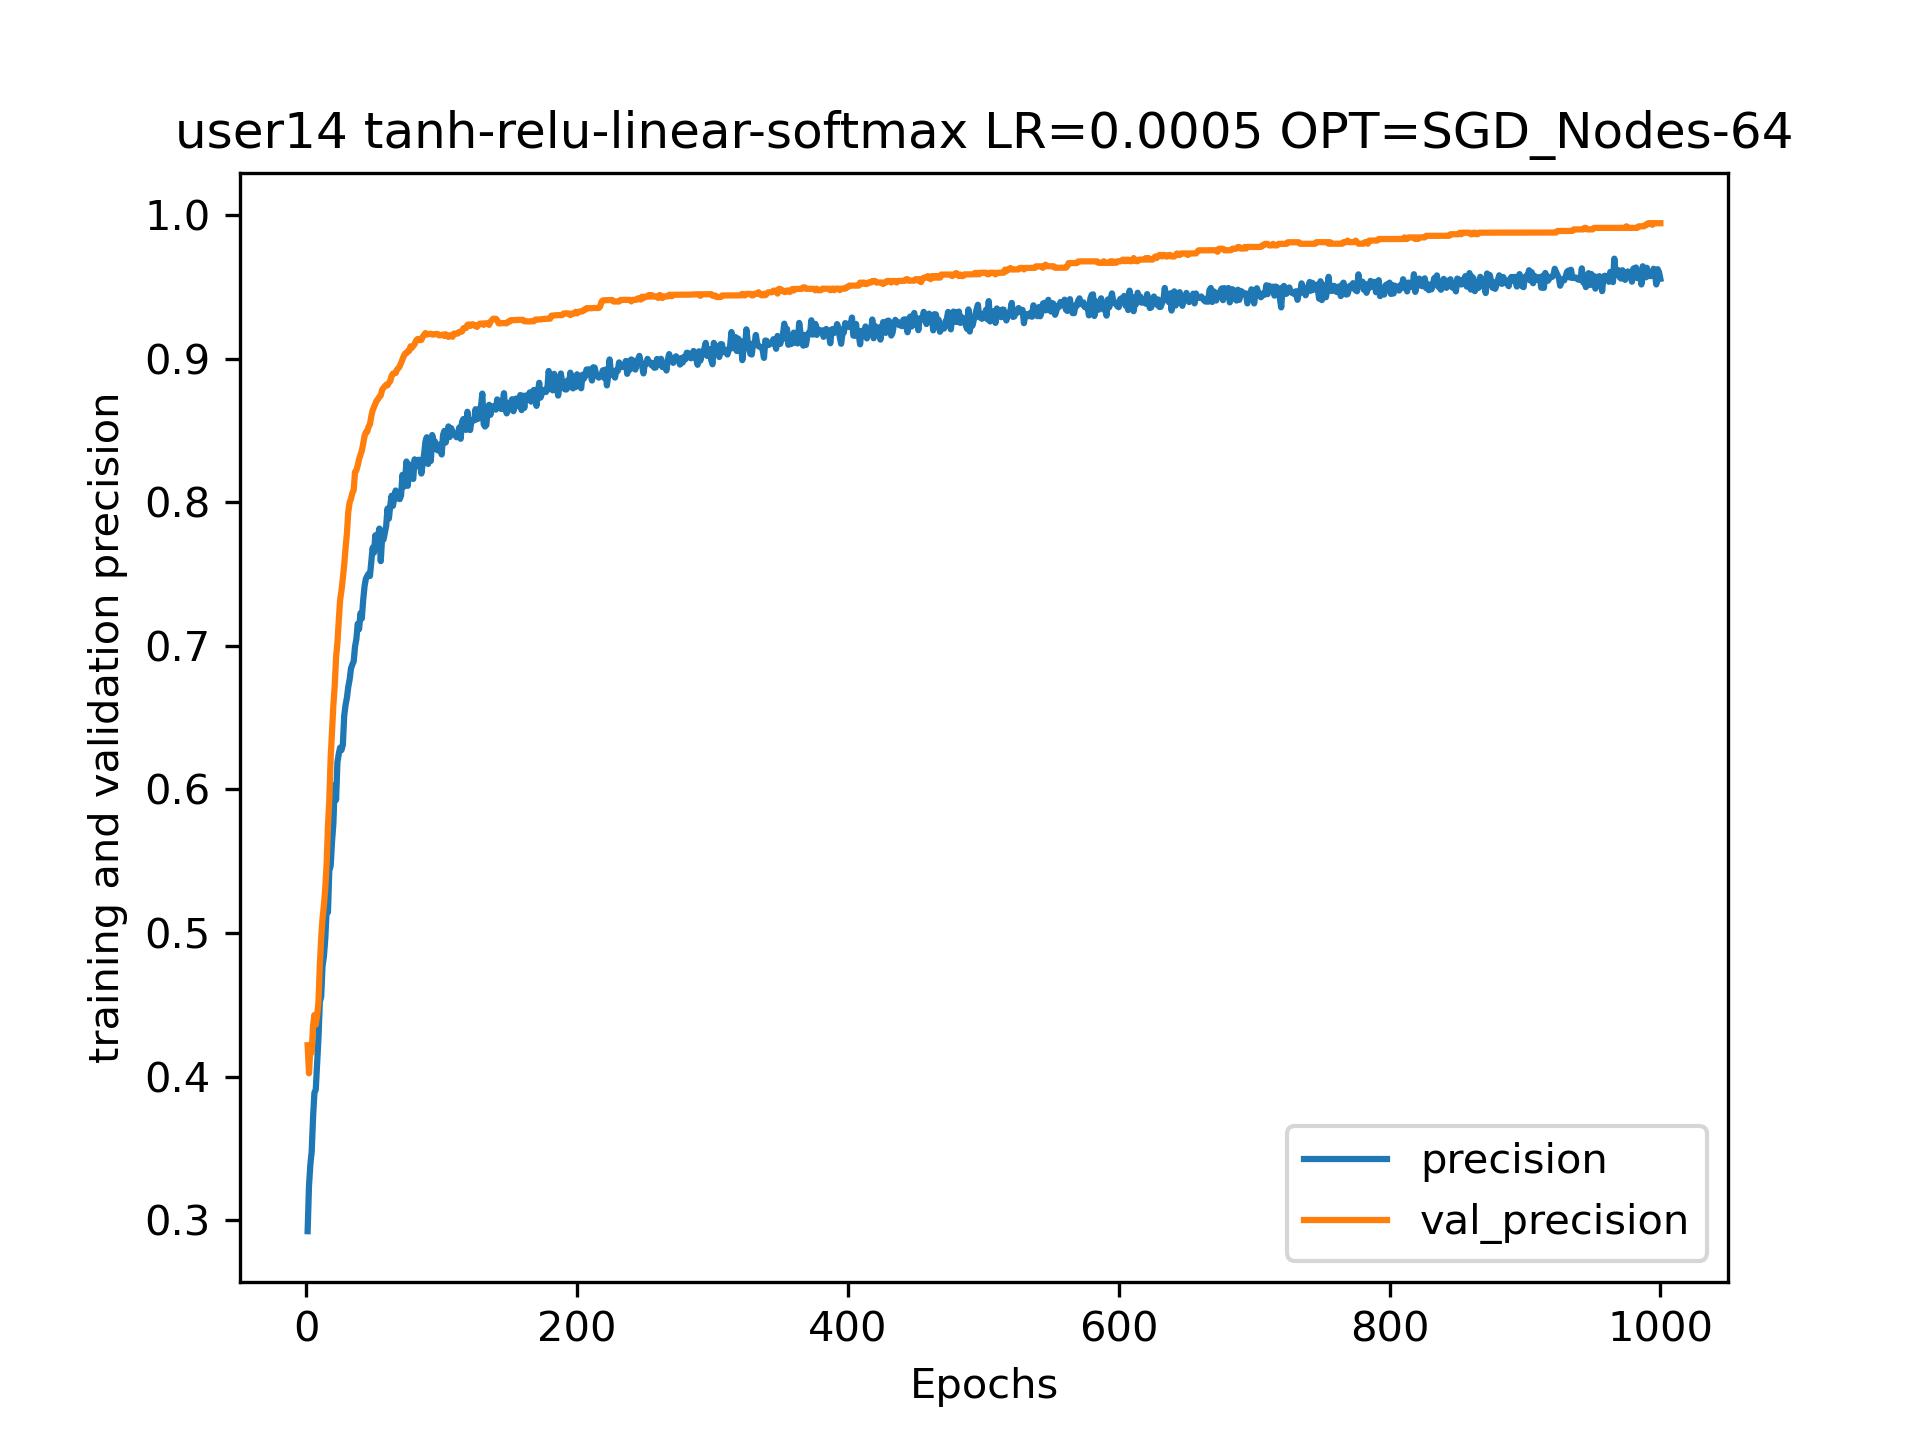 user14 tanh-relu-linear-softmax LR=0.0005 OPT=SGD_Nodes-64
training and validation precision
1.0
0.9
0.8
0.7
0.6
0.5
0.4
0.3
precision
val_precision
0 200 400 600 800 1000
Epochs